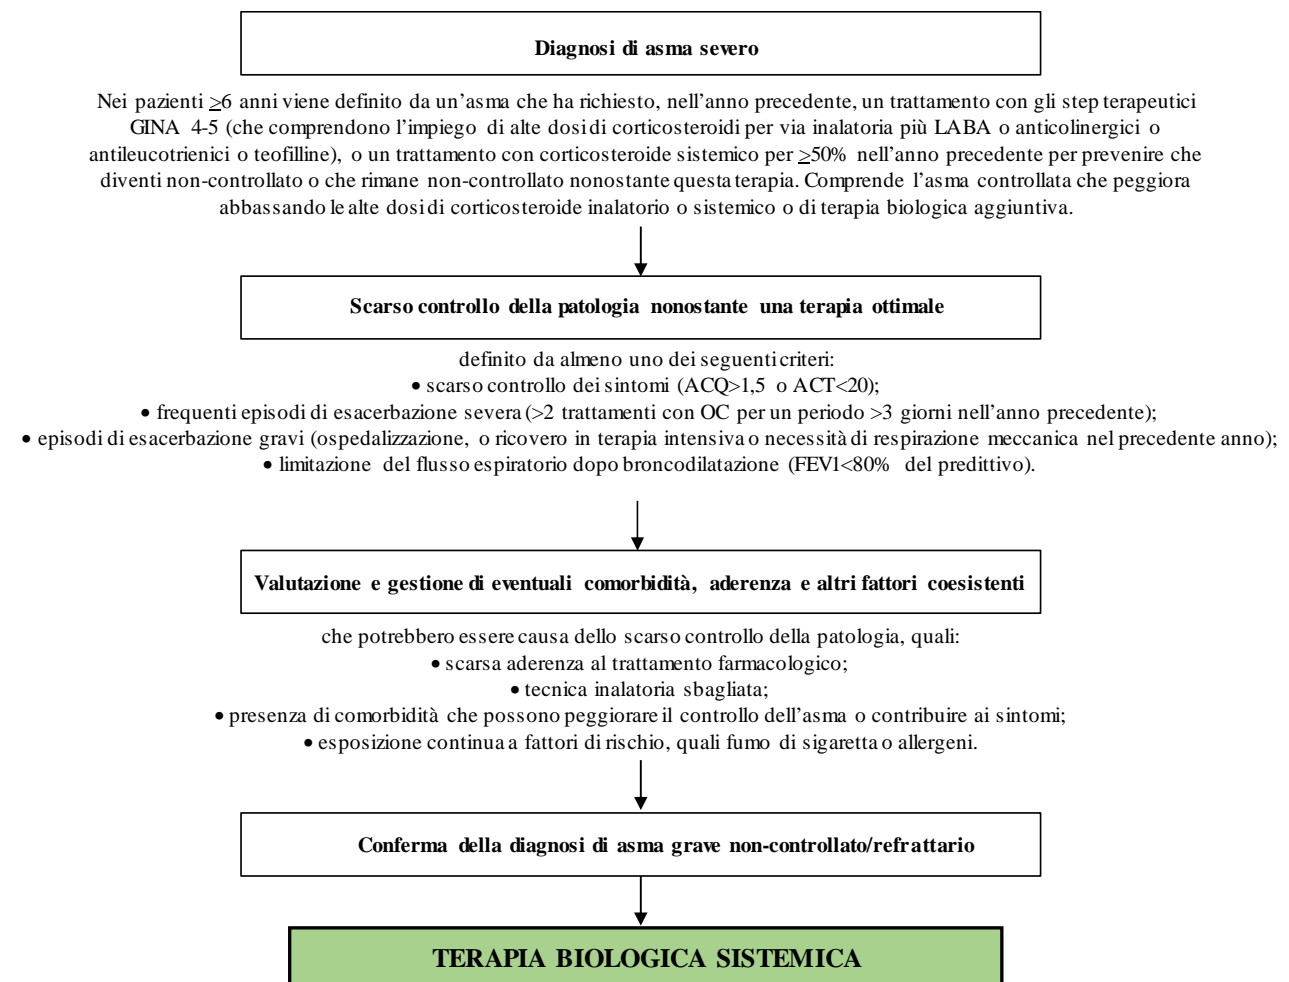 Diagnosi di asma severo
Nei pazienti ≥6 anni viene definito da un’asma che ha richiesto, nell’anno precedente, un trattamento con gli step terapeutici
GINA 4-5 (che comprendono l’impiego di alte dosi di corticosteroidi per via inalatoria più LABA o anticolinergici o
antileucotrienici o teofilline), o un trattamento con corticosteroide sistemico per ≥50% nell’anno precedente per prevenire che
diventi non-controllato o che rimane non-controllato nonostante questa terapia. Comprende l’asma controllata che peggiora
abbassando le alte dosi di corticosteroide inalatorio o sistemico o di terapia biologica aggiuntiva.
Scarso controllo della patologia nonostante una terapia ottimale
definito da almeno uno dei seguenti criteri:
• scarso controllo dei sintomi (ACQ>1,5 o ACT<20);
• frequenti episodi di esacerbazione severa (>2 trattamenti con OC per un periodo >3 giorni nell’anno precedente);
• episodi di esacerbazione gravi (ospedalizzazione, o ricovero in terapia intensiva o necessità di respirazione meccanica nel precedente anno);
• limitazione del flusso espiratorio dopo broncodilatazione (FEV1<80% del predittivo).
Valutazione e gestione di eventuali comorbidità, aderenza e altri fattori coesistenti
che potrebbero essere causa dello scarso controllo della patologia, quali:
• scarsa aderenza al trattamento farmacologico;
• tecnica inalatoria sbagliata;
• presenza di comorbidità che possono peggiorare il controllo dell’asma o contribuire ai sintomi;
• esposizione continua a fattori di rischio, quali fumo di sigaretta o allergeni.
Conferma della diagnosi di asma grave non-controllato/refrattario
TERAPIA BIOLOGICA SISTEMICA